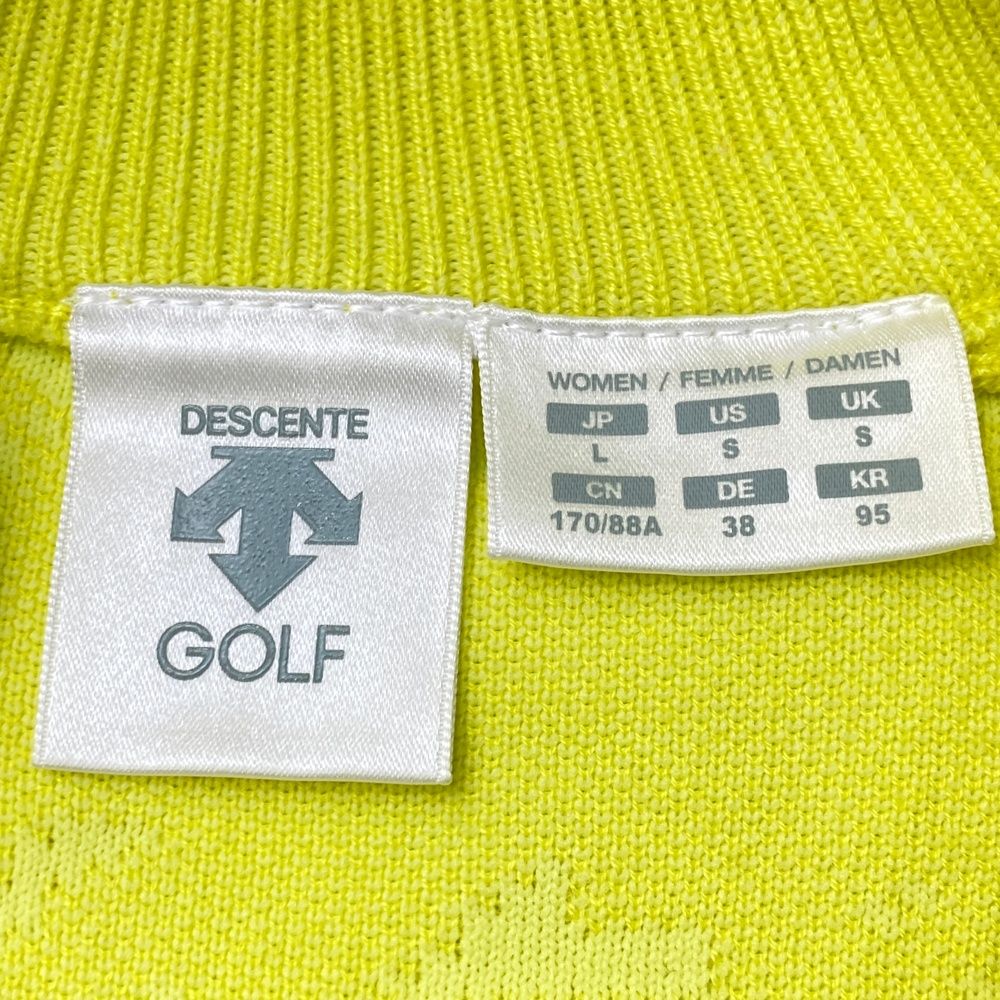 DESCENTE
GOLF
WOMEN / FEMME / DAMEN
JP US UK
L S S
CN DE KR
170/88A 38 95